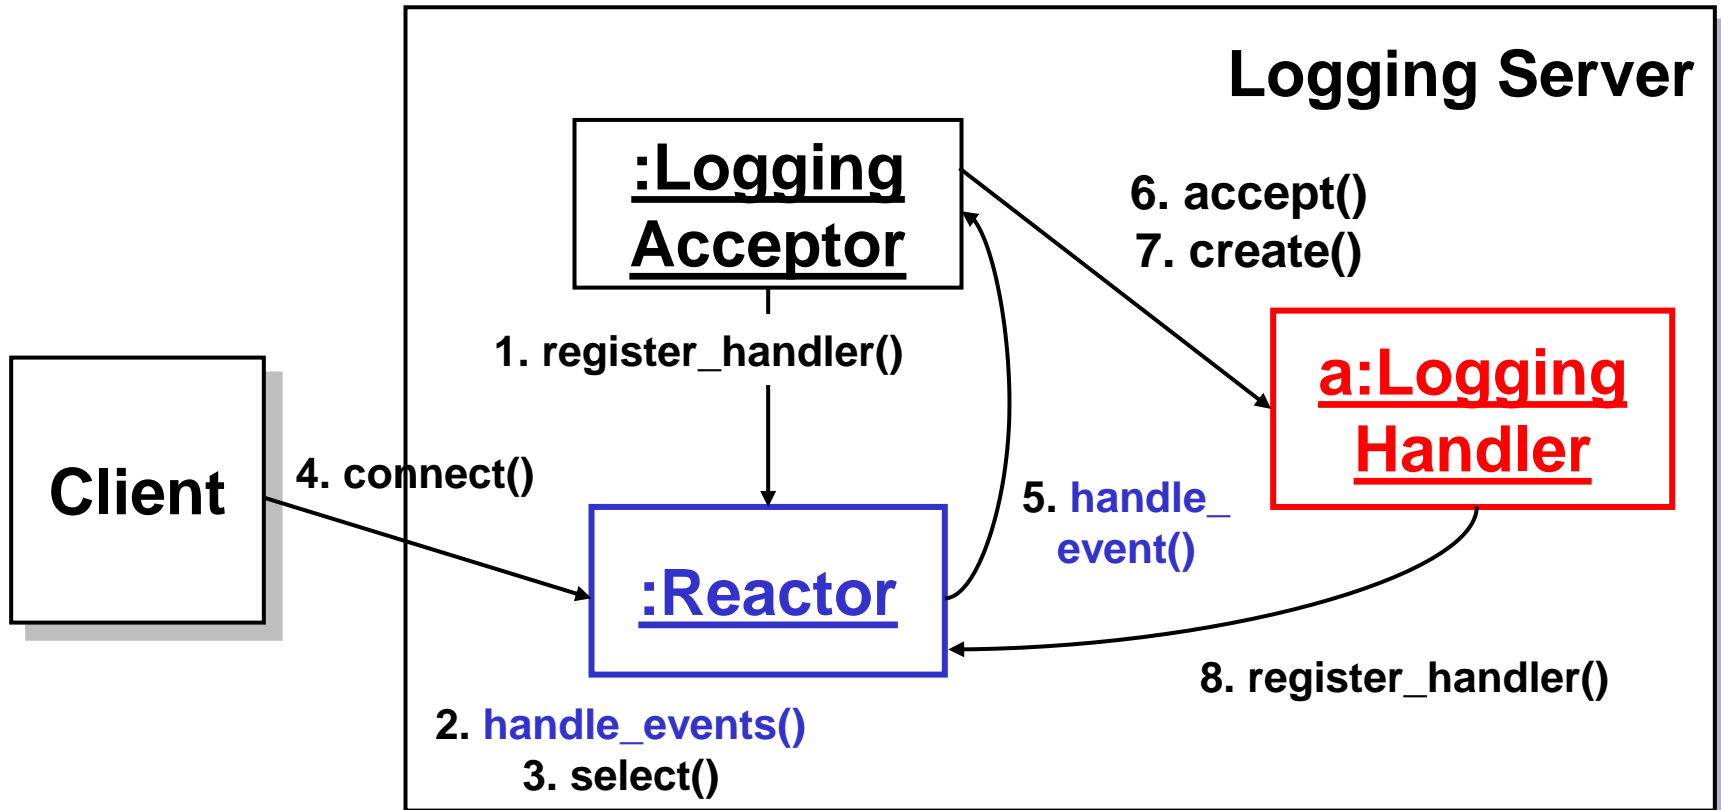 Logging Server
:Logging
Acceptor
6. accept()
7. create()
1. register_handler()
a:Logging
Handler
Client
4. connect()
5. handle_
event()
:Reactor
8. register_handler()
2. handle_events()
3. select()